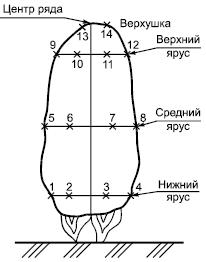 Центр ряда
Верхушка
13 14
9 12
Верхний
ярус
10 11
Средний
ярус
5 6 7 8
Нижний
ярус
1 2 3 4